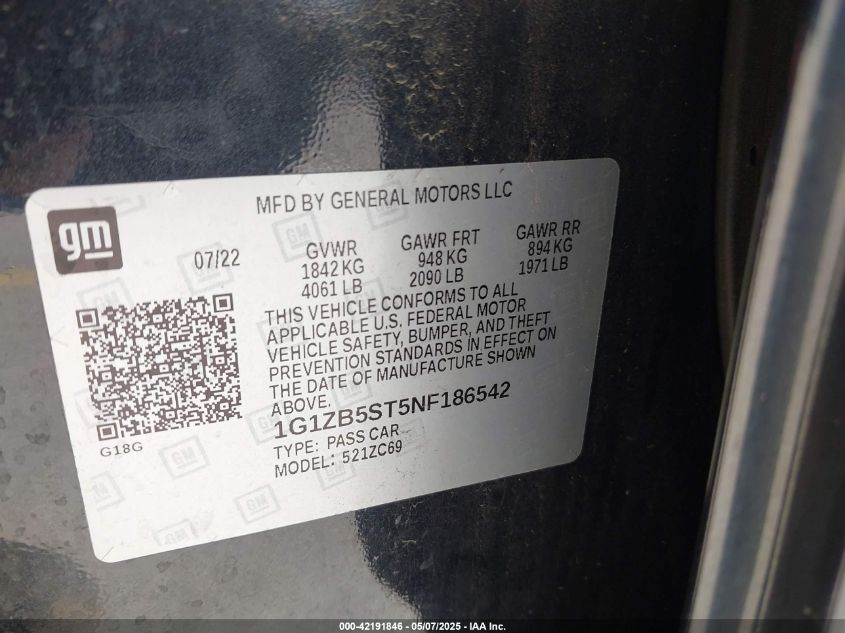 MFD BY GENERAL MOTORS LLC
gm
07/22
GVWR
1842 KG
4061 LB
GAWR FRT
948 KG
2090 LB
GAWR RR
894 KG
1971 LB
THIS VEHICLE CONFORMS TO ALL
APPLICABLE U.S. FEDERAL MOTOR
VEHICLE SAFETY, BUMPER, AND THEFT
PREVENTION STANDARDS IN EFFECT ON
THE DATE OF MANUFACTURE SHOWN
ABOVE.
1G1ZB5ST5NF186542
TYPE: PASS CAR
MODEL: 521ZC69
G18G
000-42191846 - 05/07/2025 - IAA Inc.